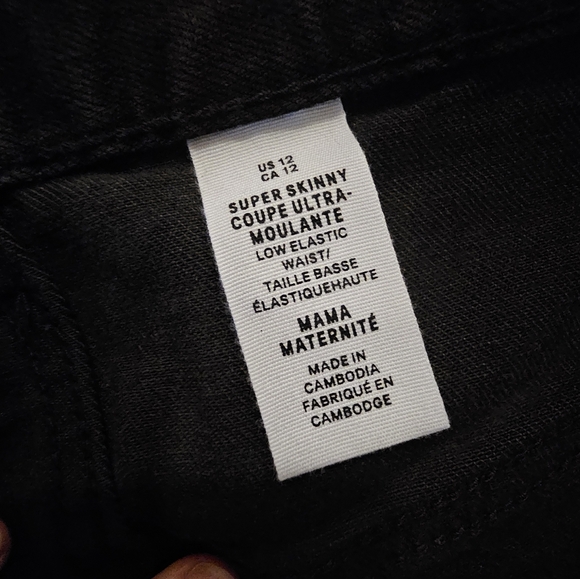 US 12
CA 12
SUPER SKINNY
COUPE ULTRA-
MOULANTE
LOW ELASTIC
WAIST/
TAILLE BASSE
ÉLASTIQUEHAUTE
MAMA
MATERNITÉ
MADE IN
CAMBODIA
FABRIQUÉ EN
CAMBODGE